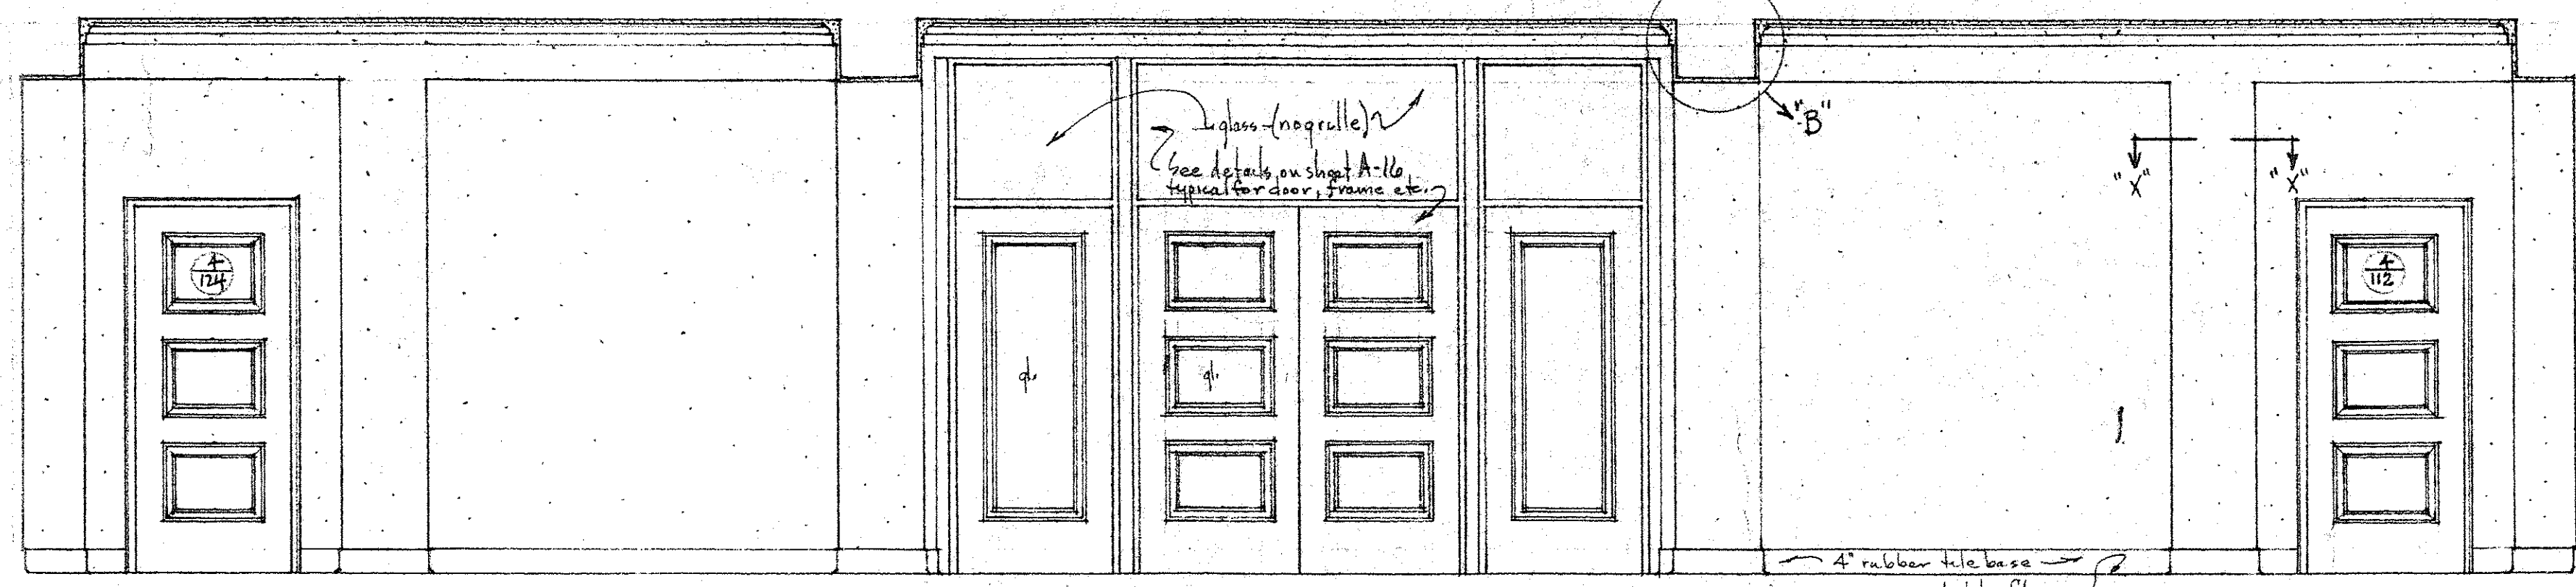 glass-(no grille)
See details on sheet A-16
typical for door, frame etc.
"B"
"X"
"X"
4
124
4
112
gl.
gl.
4" rubber tile base